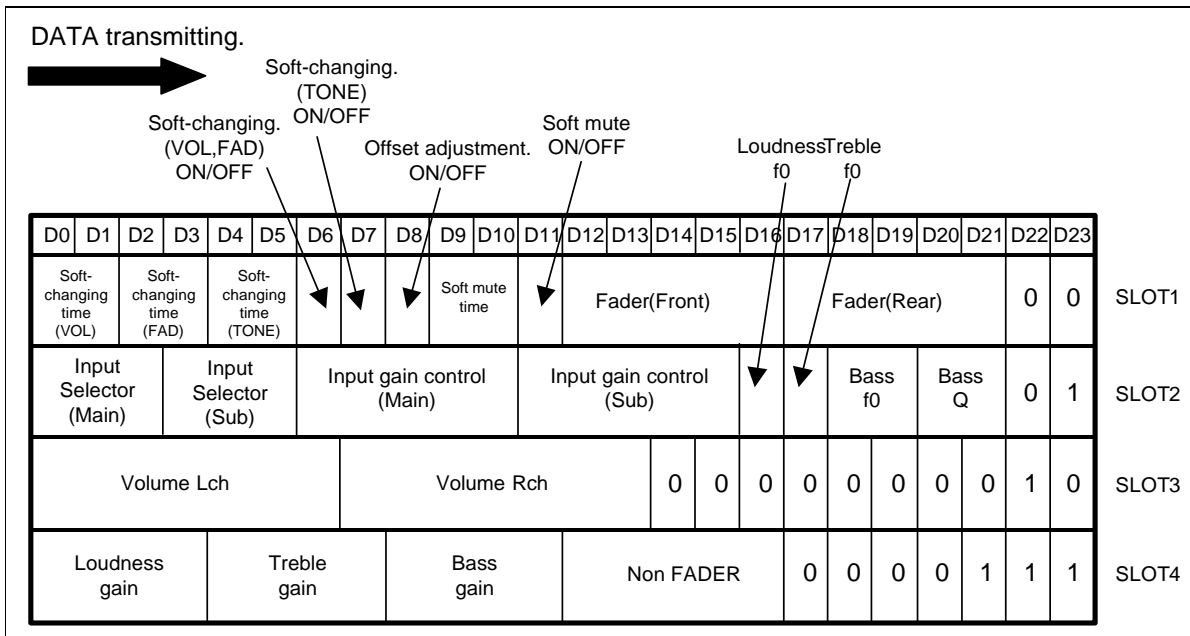 DATA transmitting.
Soft-changing.
(TONE)
ON/OFF
Soft-changing.
(VOL,FAD)
ON/OFF
Offset adjustment.
ON/OFF
Soft mute
ON/OFF
Loudness
f0
Treble
f0
D0 D1 D2 D3 D4 D5 D6 D7 D8 D9 D10 D11 D12 D13 D14 D15 D16 D17 D18 D19 D20 D21 D22 D23
Soft-
changing
time
(VOL)
Soft-
changing
time
(FAD)
Soft-
changing
time
(TONE)
Soft mute
time
Fader(Front)
Fader(Rear)
0 0
SLOT1
Input
Selector
(Main)
Input
Selector
(Sub)
Input gain control
(Main)
Input gain control
(Sub)
Bass
f0
Bass
Q
0 1
SLOT2
Volume Lch
Volume Rch
0 0 0 0 0 0 0 0 1 0
SLOT3
Loudness
gain
Treble
gain
Bass
gain
Non FADER
0 0 0 0 1 1 1
SLOT4